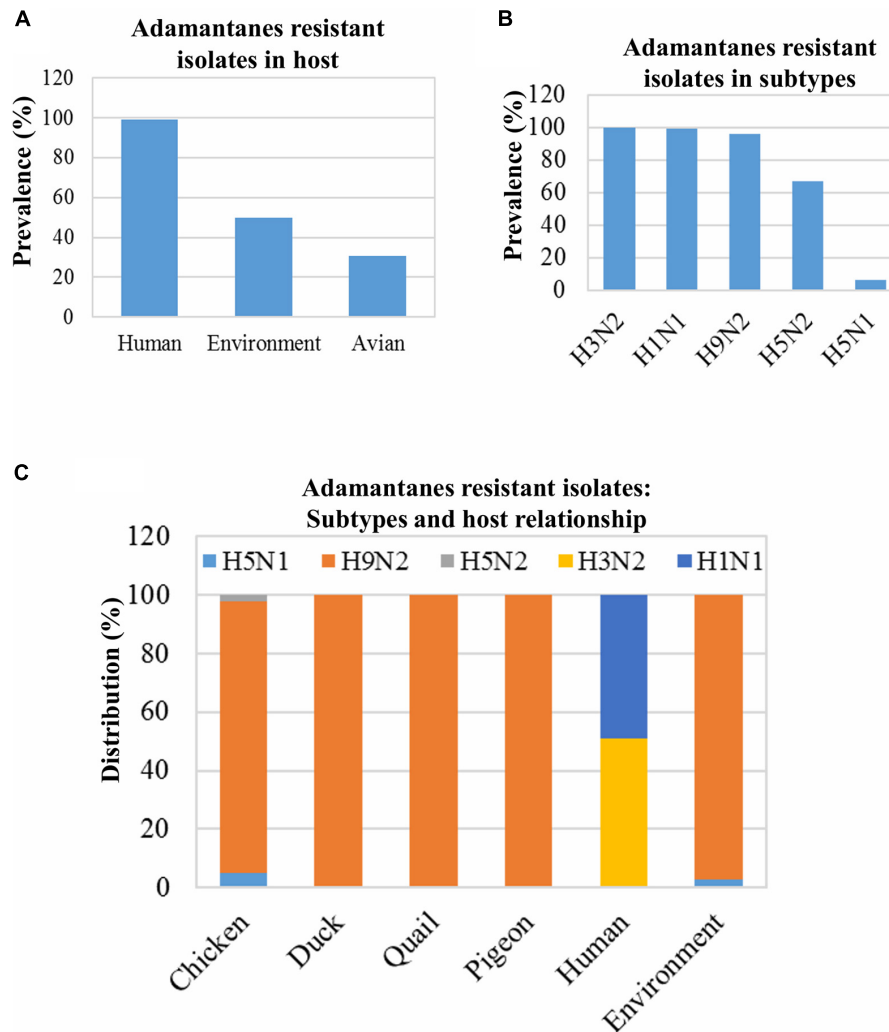 A
Adamantanes resistant
isolates in host
Prevalence (%)
120
100
80
60
40
20
0
Human Environment Avian
B
Adamantanes resistant
isolates in subtypes
Prevalence (%)
120
100
80
60
40
20
0
H3N2 H1N1 H9N2 H5N2 H5N1
C
Adamantanes resistant isolates:
Subtypes and host relationship
Distribution (%)
120
H5N1 H9N2 H5N2 H3N2 H1N1
100
80
60
40
20
0
Chicken Duck Quail Pigeon Human Environment